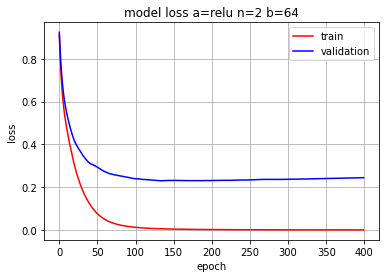 model loss a=relu n=2 b=64
train
validation
loss
0.8
0.6
0.4
0.2
0.0
0 50 100 150 200 250 300 350 400
epoch